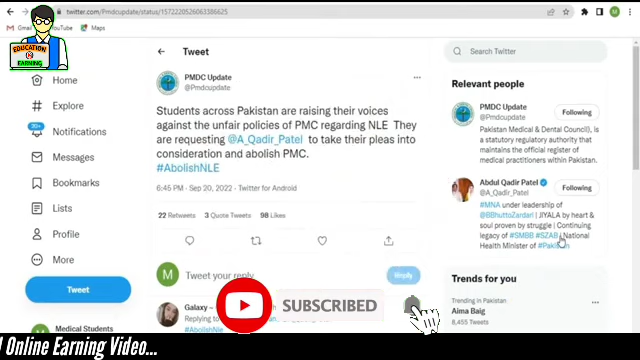 twitter.com/Pmdcupdate/status/1572220526063386625
Gmail
YouTube
Maps
EDUCATION
EARNING
Home
Explore
20+
Notifications
Messages
Bookmarks
Lists
Profile
More
Tweet
Medical Students
Tweet
PMDC Update
@Pmdcupdate
Students across Pakistan are raising their voices
against the unfair policies of PMC regarding NLE They
are requesting @A_Qadir_Patel to take their pleas into
consideration and abolish PMC.
#AbolishNLE
6:45 PM · Sep 20, 2022 · Twitter for Android
22 Retweets 3 Quote Tweets 98 Likes
M
Tweet your reply
Reply
Galaxy –
Replying to
#AbolishNle
SUBSCRIBED
Search Twitter
Relevant people
PMDC Update
@Pmdcupdate
Following
Pakistan Medical & Dental Council), is
a statutory regulatory authority that
maintains the official register of
medical practitioners within Pakistan.
Abdul Qadir Patel
@A_Qadir_Patel
Following
#MNA under leadership of
@BBhuttoZardari | JIYALA by heart &
soul proven by struggle | Continuing
legacy of #SMBB #SZAB | National
Health Minister of #Pakistan
Trends for you
Trending in Pakistan
Aima Baig
8,455 Tweets
Online Earning Video...